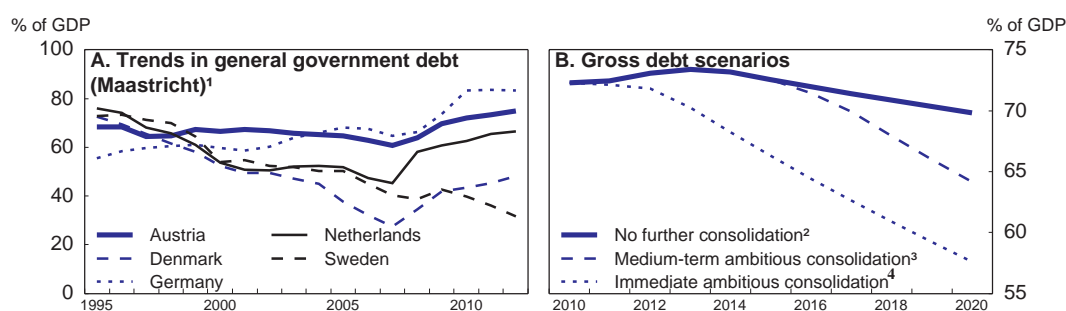 % of GDP
% of GDP
100
80
60
40
20
0
A. Trends in general government debt
(Maastricht)¹
Austria
Denmark
Germany
Netherlands
Sweden
1995
2000
2005
2010
B. Gross debt scenarios
75
70
65
60
55
No further consolidation²
Medium-term ambitious consolidation³
Immediate ambitious consolidation⁴
2010
2012
2014
2016
2018
2020